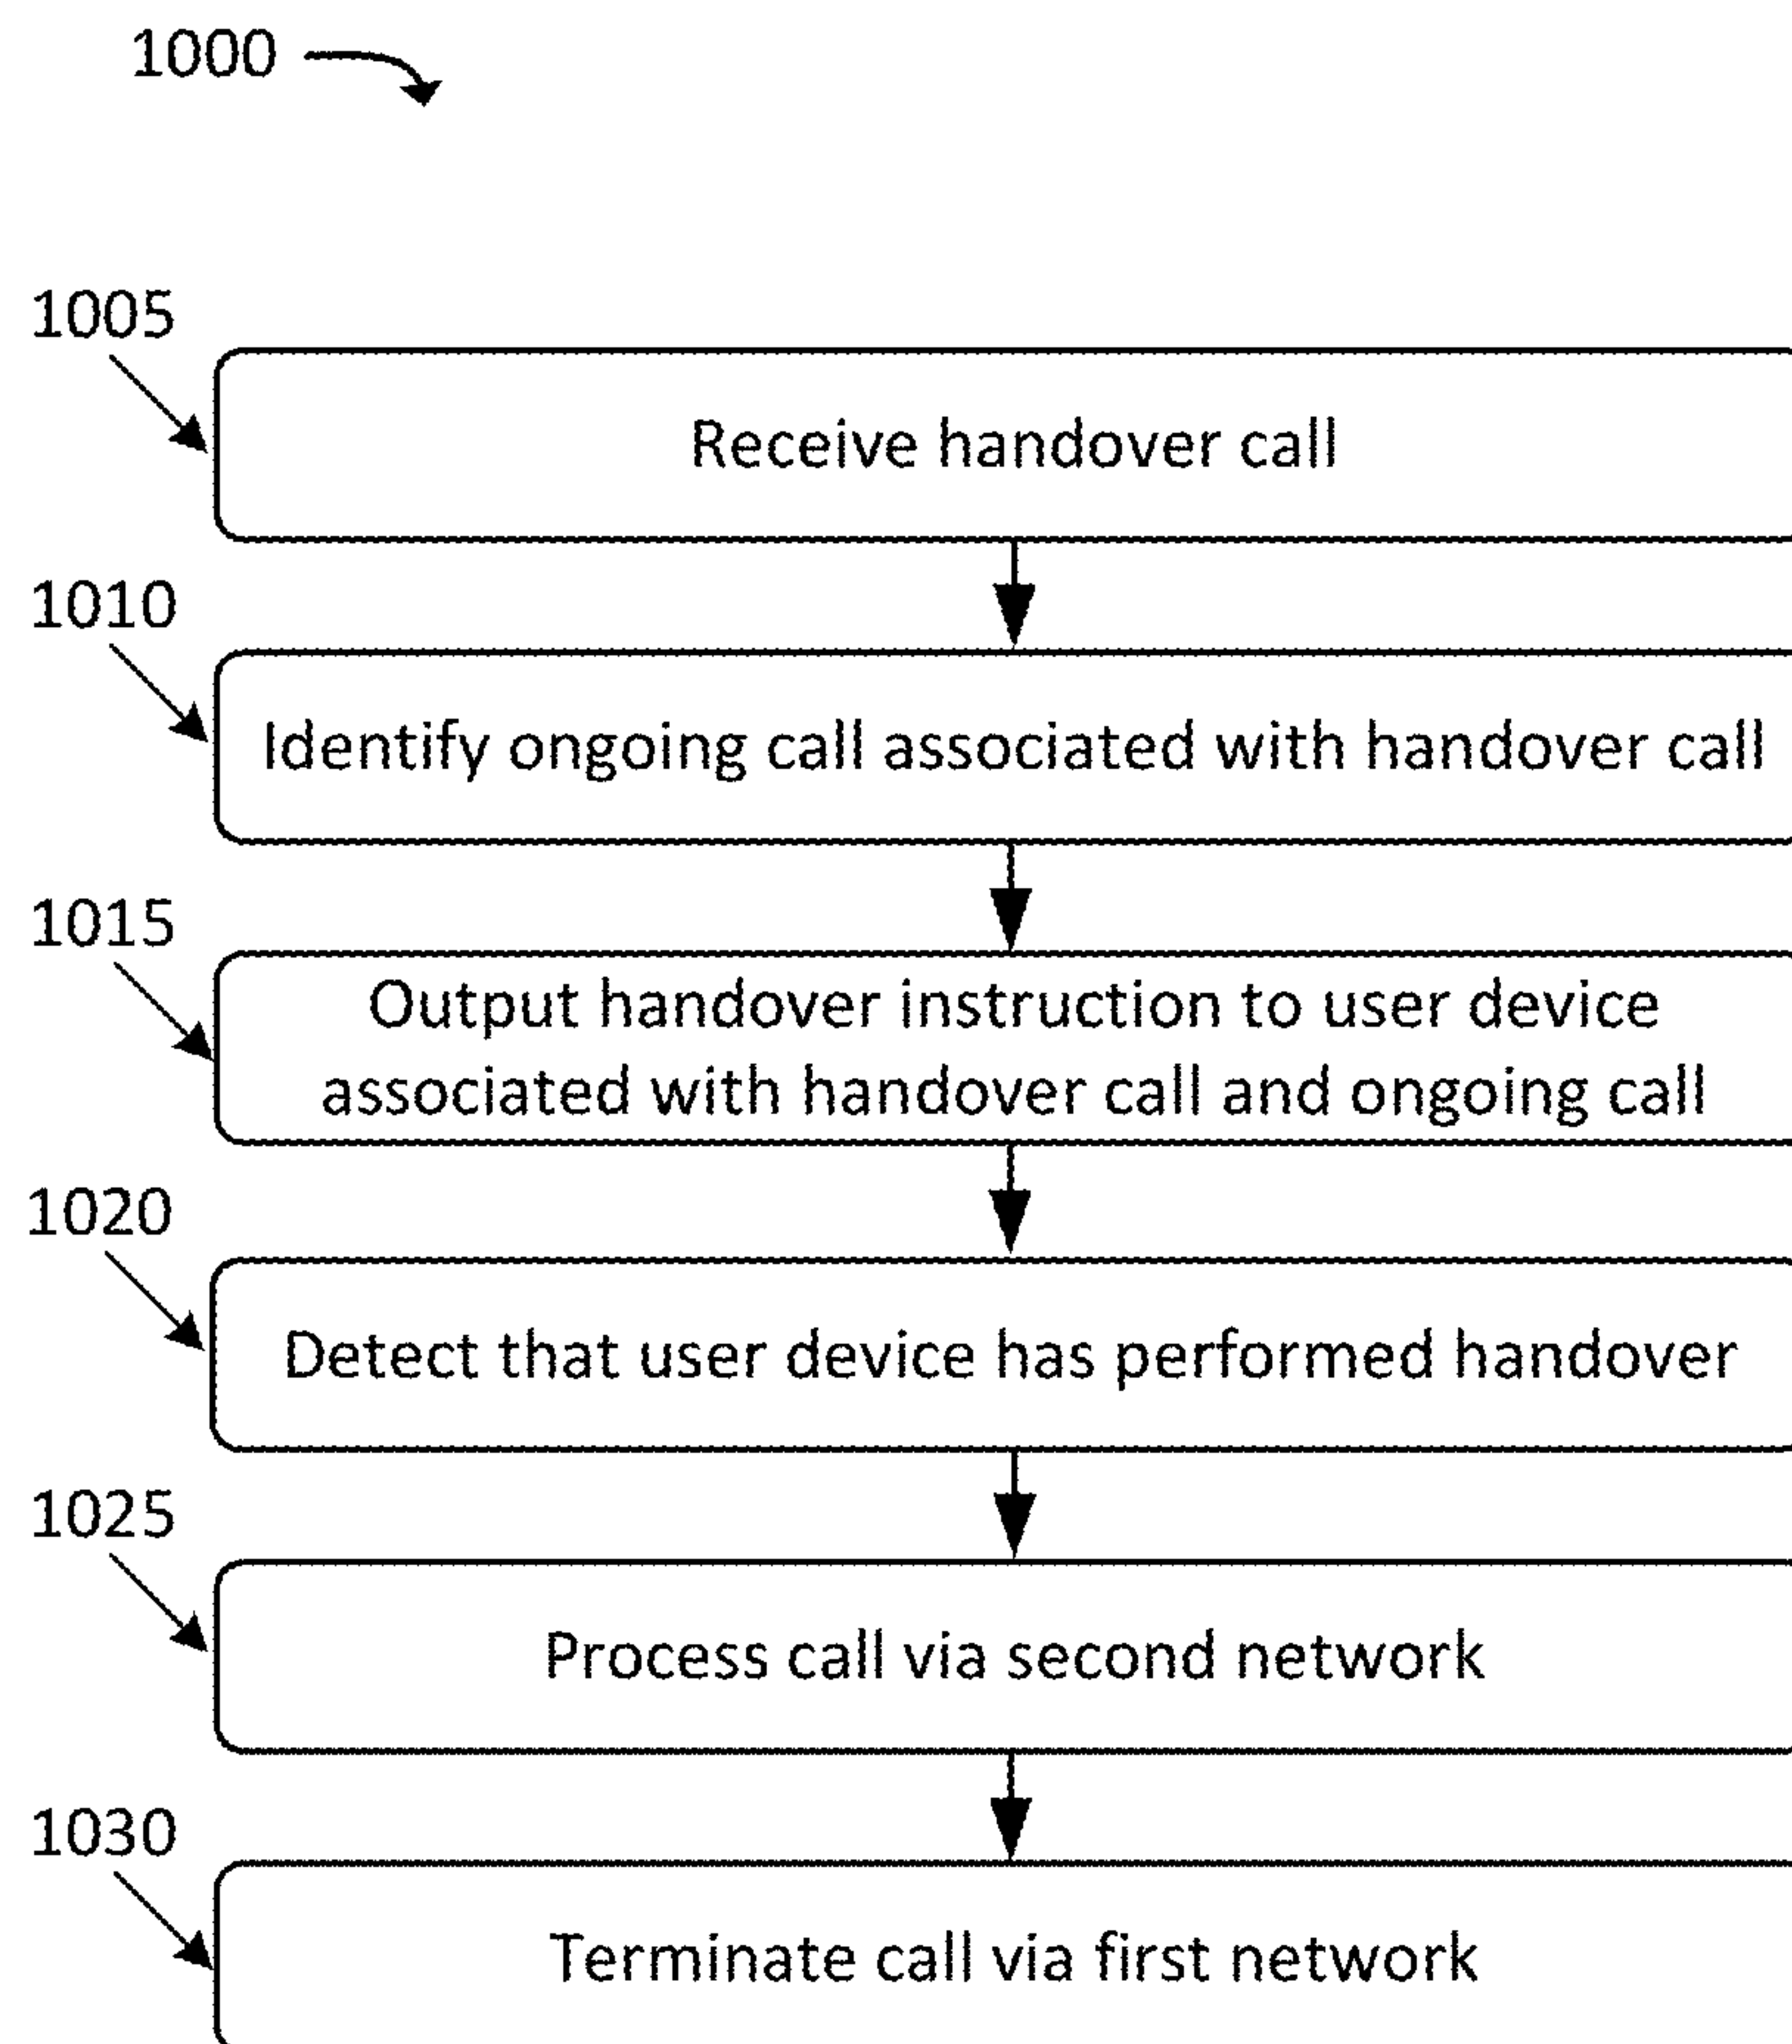 1000
1005
Receive handover call
1010
Identify ongoing call associated with handover call
1015
Output handover instruction to user device
associated with handover call and ongoing call
1020
Detect that user device has performed handover
1025
Process call via second network
1030
Terminate call via first network